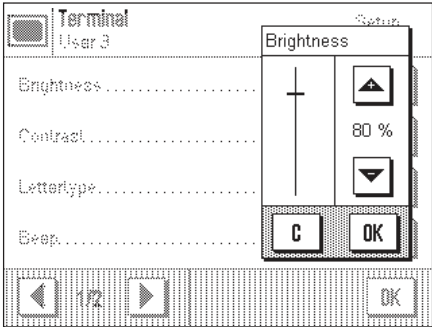 Terminal
User 3
Setup
Brightness
Brightness....................
Contrast....................
80 %
Lettertype....................
Beep....................
C
OK
1/2
OK